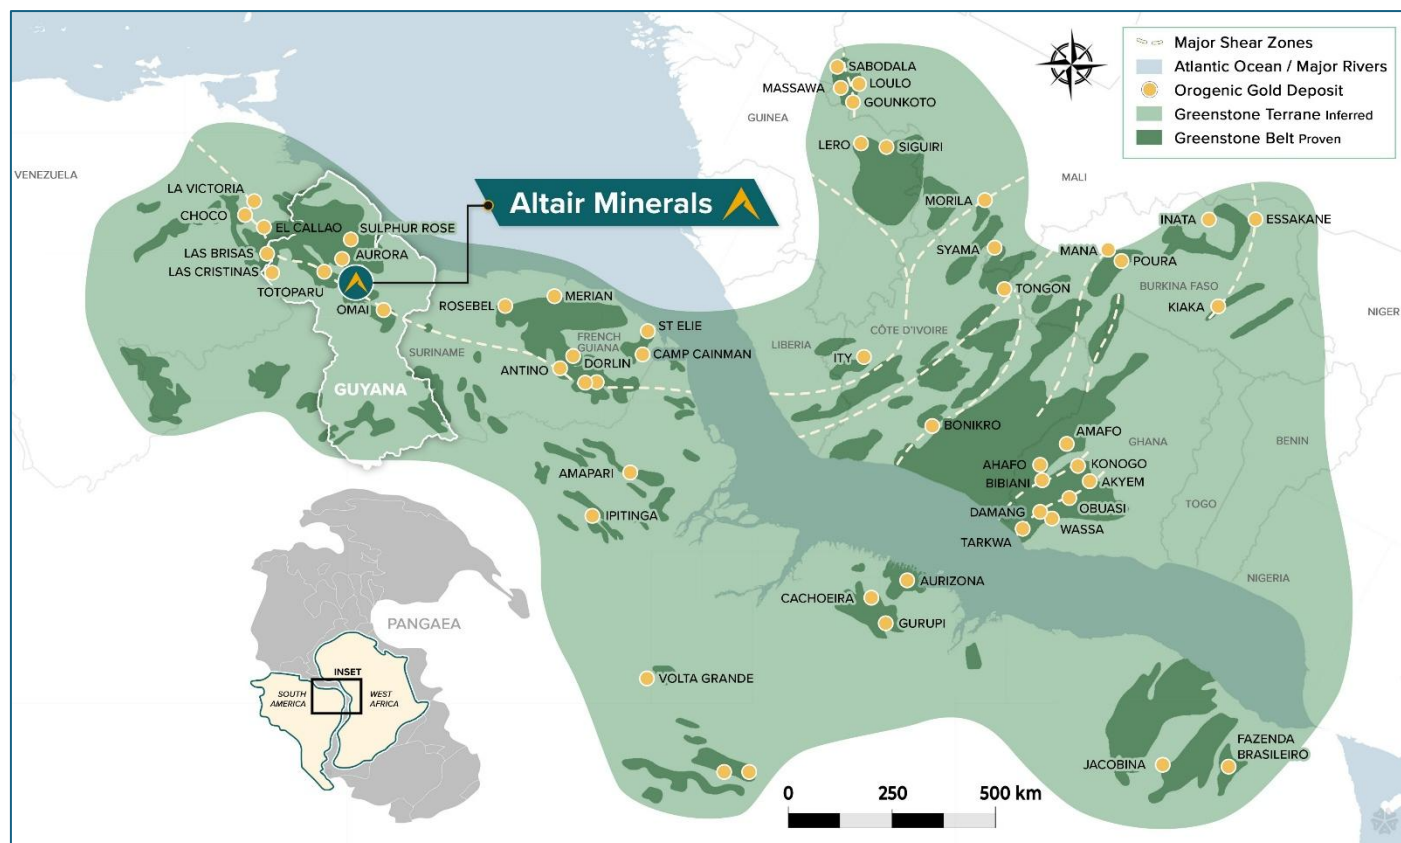 Major Shear Zones
Atlantic Ocean / Major Rivers
Orogenic Gold Deposit
Greenstone Terrane Inferred
Greenstone Belt Proven
SABODALA
LOULO
MASSAWA
GOUNKOTO
GUINEA
LERO
SIGUIRI
MALI
VENEZUELA
LA VICTORIA
CHOCO
EL CALLAO
SULPHUR ROSE
LAS BRISAS
AURORA
LAS CRISTINAS
TOTOPARU
OMAI
Altair Minerals
MORILA
SYAMA
TONGON
INATA
ESSAKANE
MANA
POURA
BURKINA FASO
KIAKA
NIGER
ROSEBEL
MERIAN
ST ELIE
FRENCH
GUIANA
CAMP CAINMAN
DORLIN
ANTINO
SURINAME
GUYANA
LIBERIA
CÔTE D'IVOIRE
ITY
BONIKRO
AMAFO
GHANA
BENIN
AHAFO
KONOGO
BIBIANI
AKYEM
TOGO
OBUASI
DAMANG
WASSA
TARKWA
NIGERIA
AMAPARI
IPITINGA
AURIZONA
CACHOEIRA
GURUPI
VOLTA GRANDE
JACOBINA
FAZENDA
BRASILEIRO
PANGAEA
INSET
SOUTH
AMERICA
WEST
AFRICA
0 250 500 km